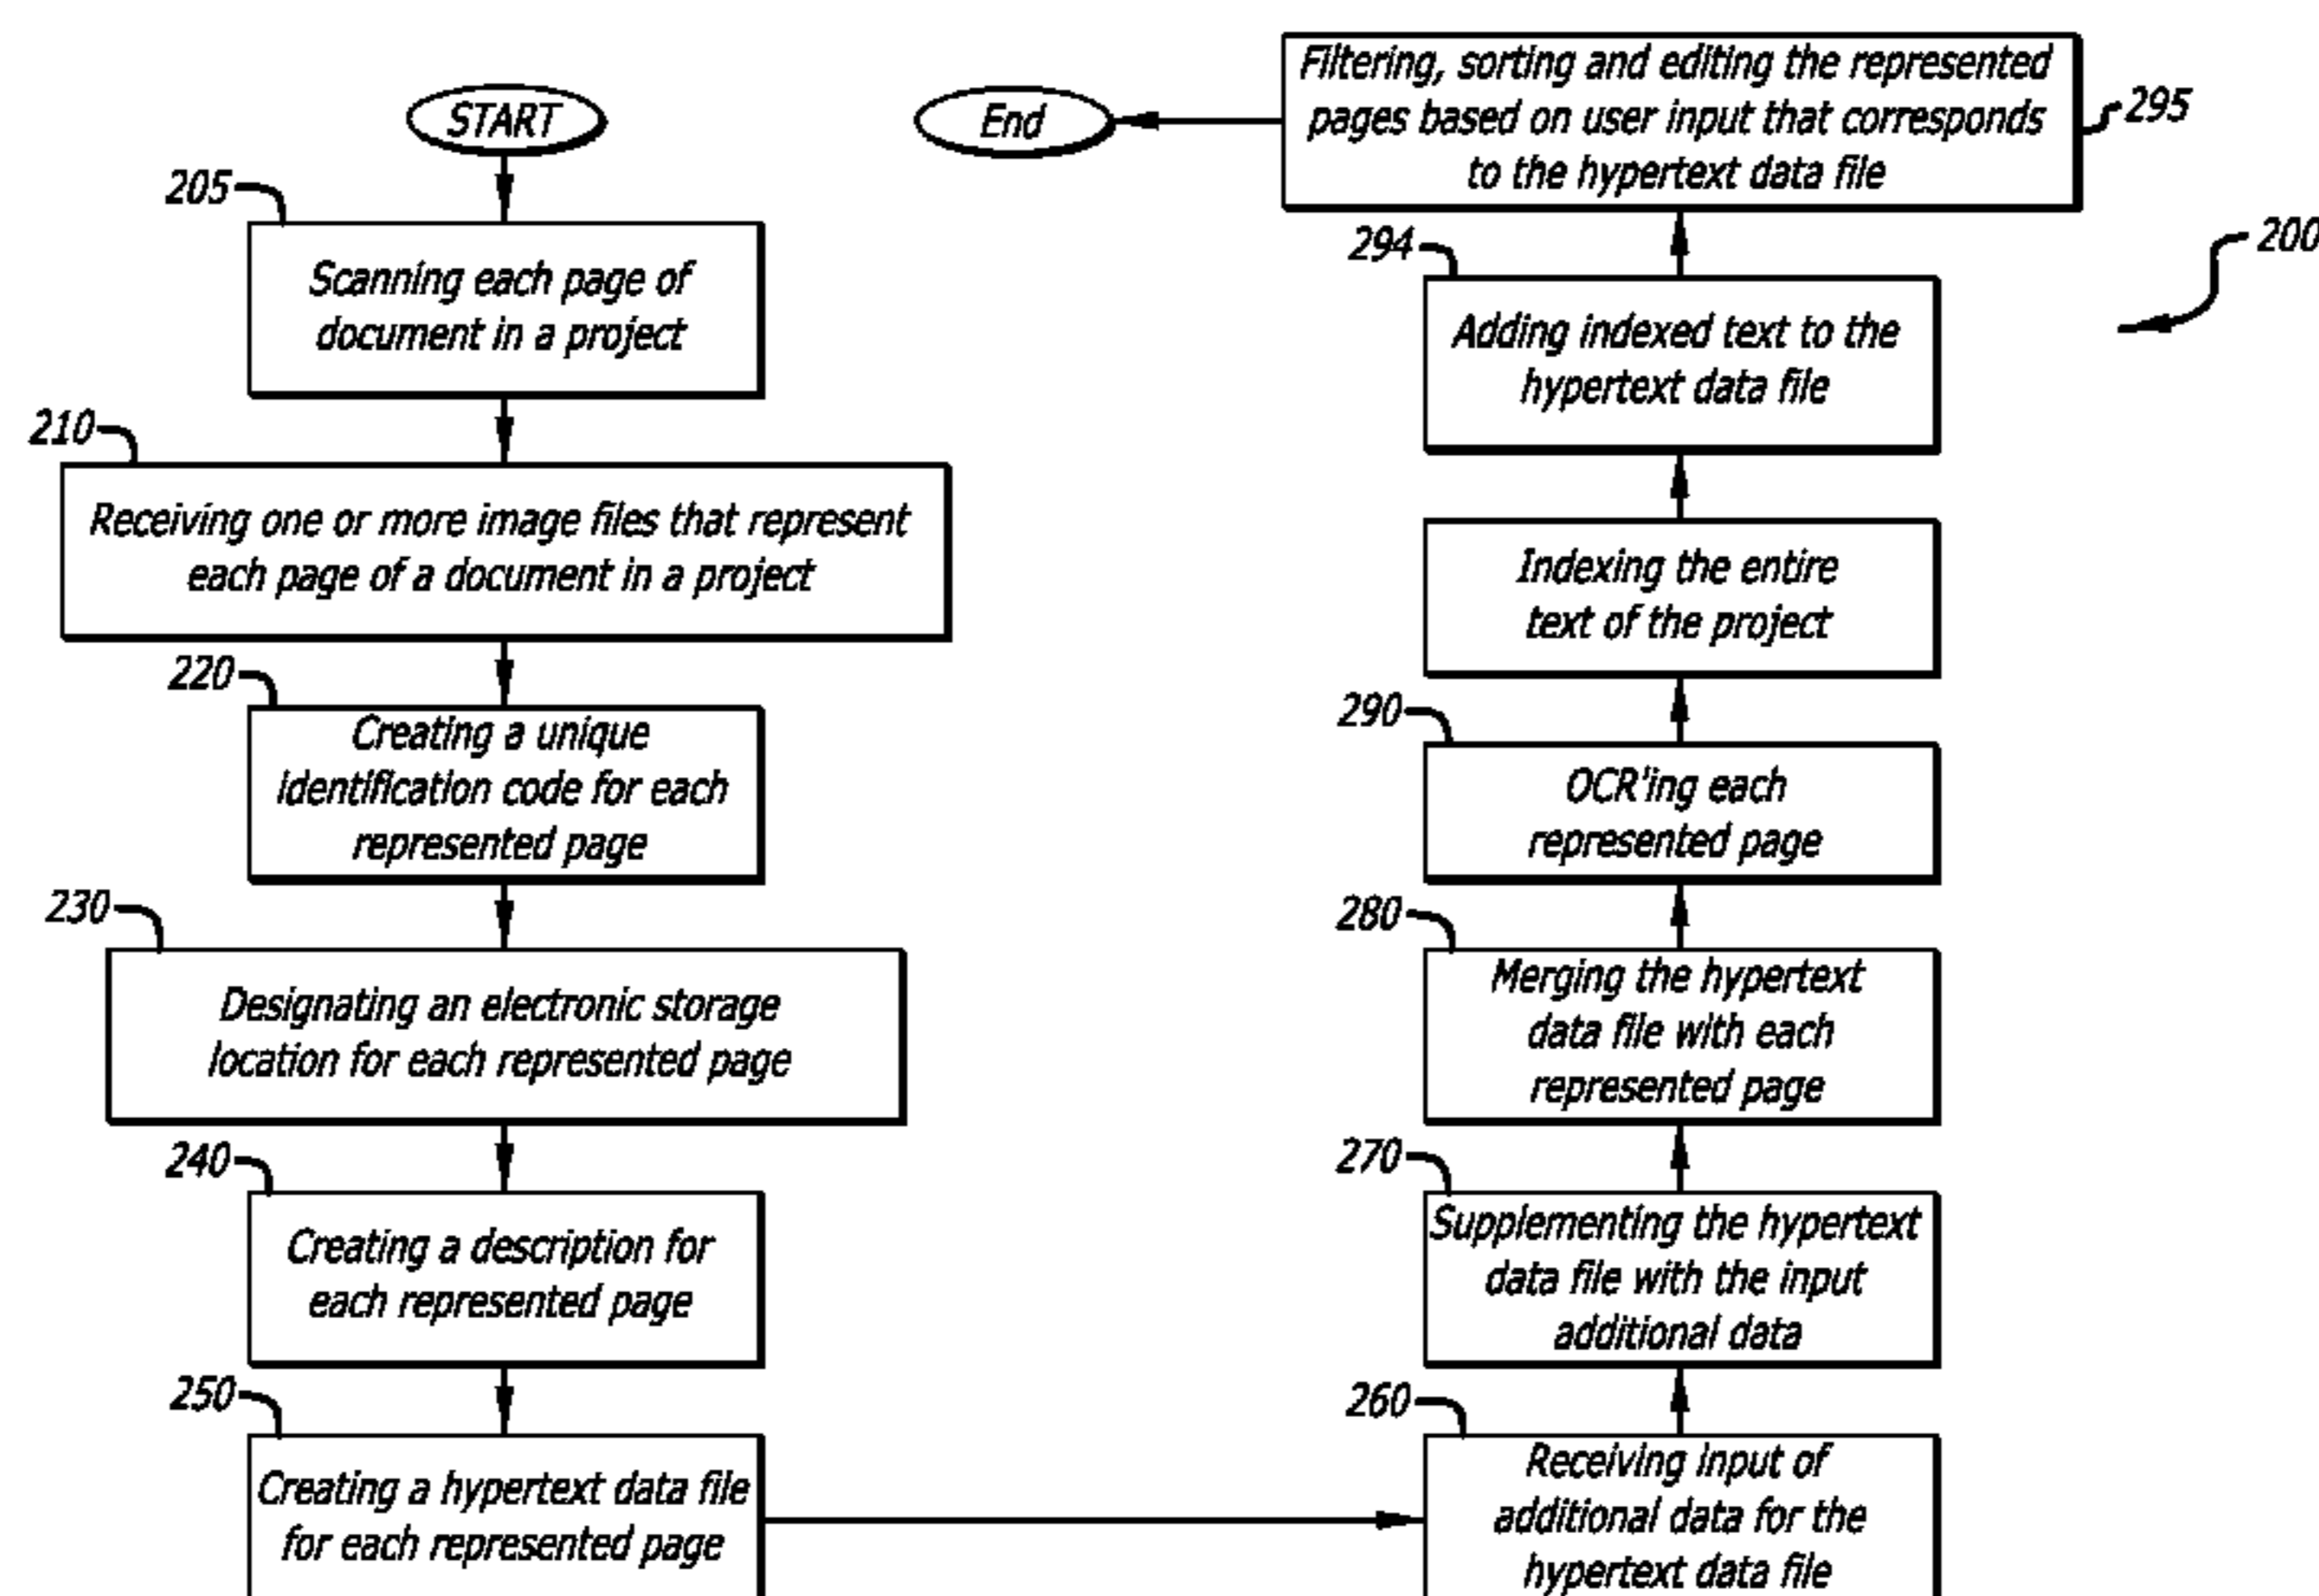 START
205
Scanning each page of
document in a project
210
Receiving one or more image files that represent
each page of a document in a project
220
Creating a unique
identification code for each
represented page
230
Designating an electronic storage
location for each represented page
240
Creating a description for
each represented page
250
Creating a hypertext data file
for each represented page
260
Receiving input of
additional data for the
hypertext data file
270
Supplementing the hypertext
data file with the input
additional data
280
Merging the hypertext
data file with each
represented page
290
OCR'ing each
represented page
Indexing the entire
text of the project
294
Adding indexed text to the
hypertext data file
295
Filtering, sorting and editing the represented
pages based on user input that corresponds
to the hypertext data file
End
200